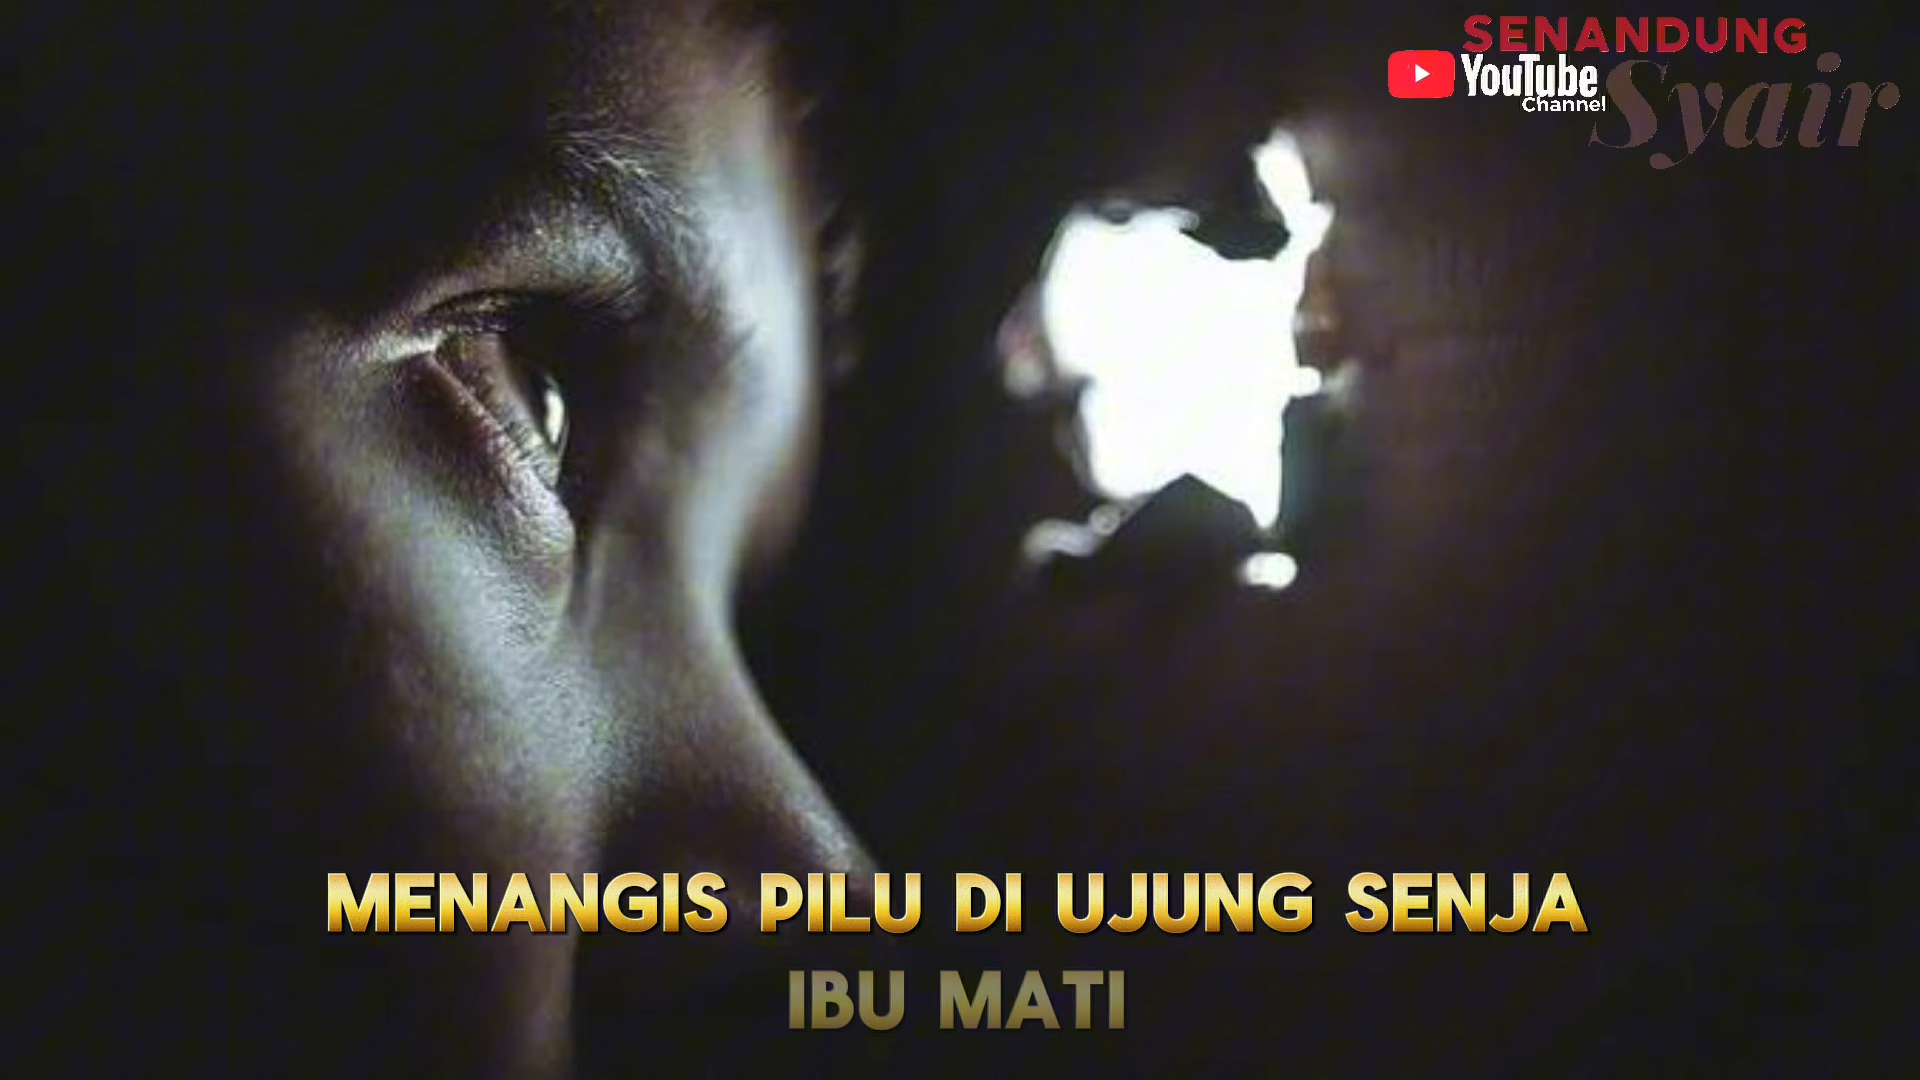 SENANDUNG
YouTube
Channel
Syair
MENANGIS PILU DI UJUNG SENJA
IBU MATI